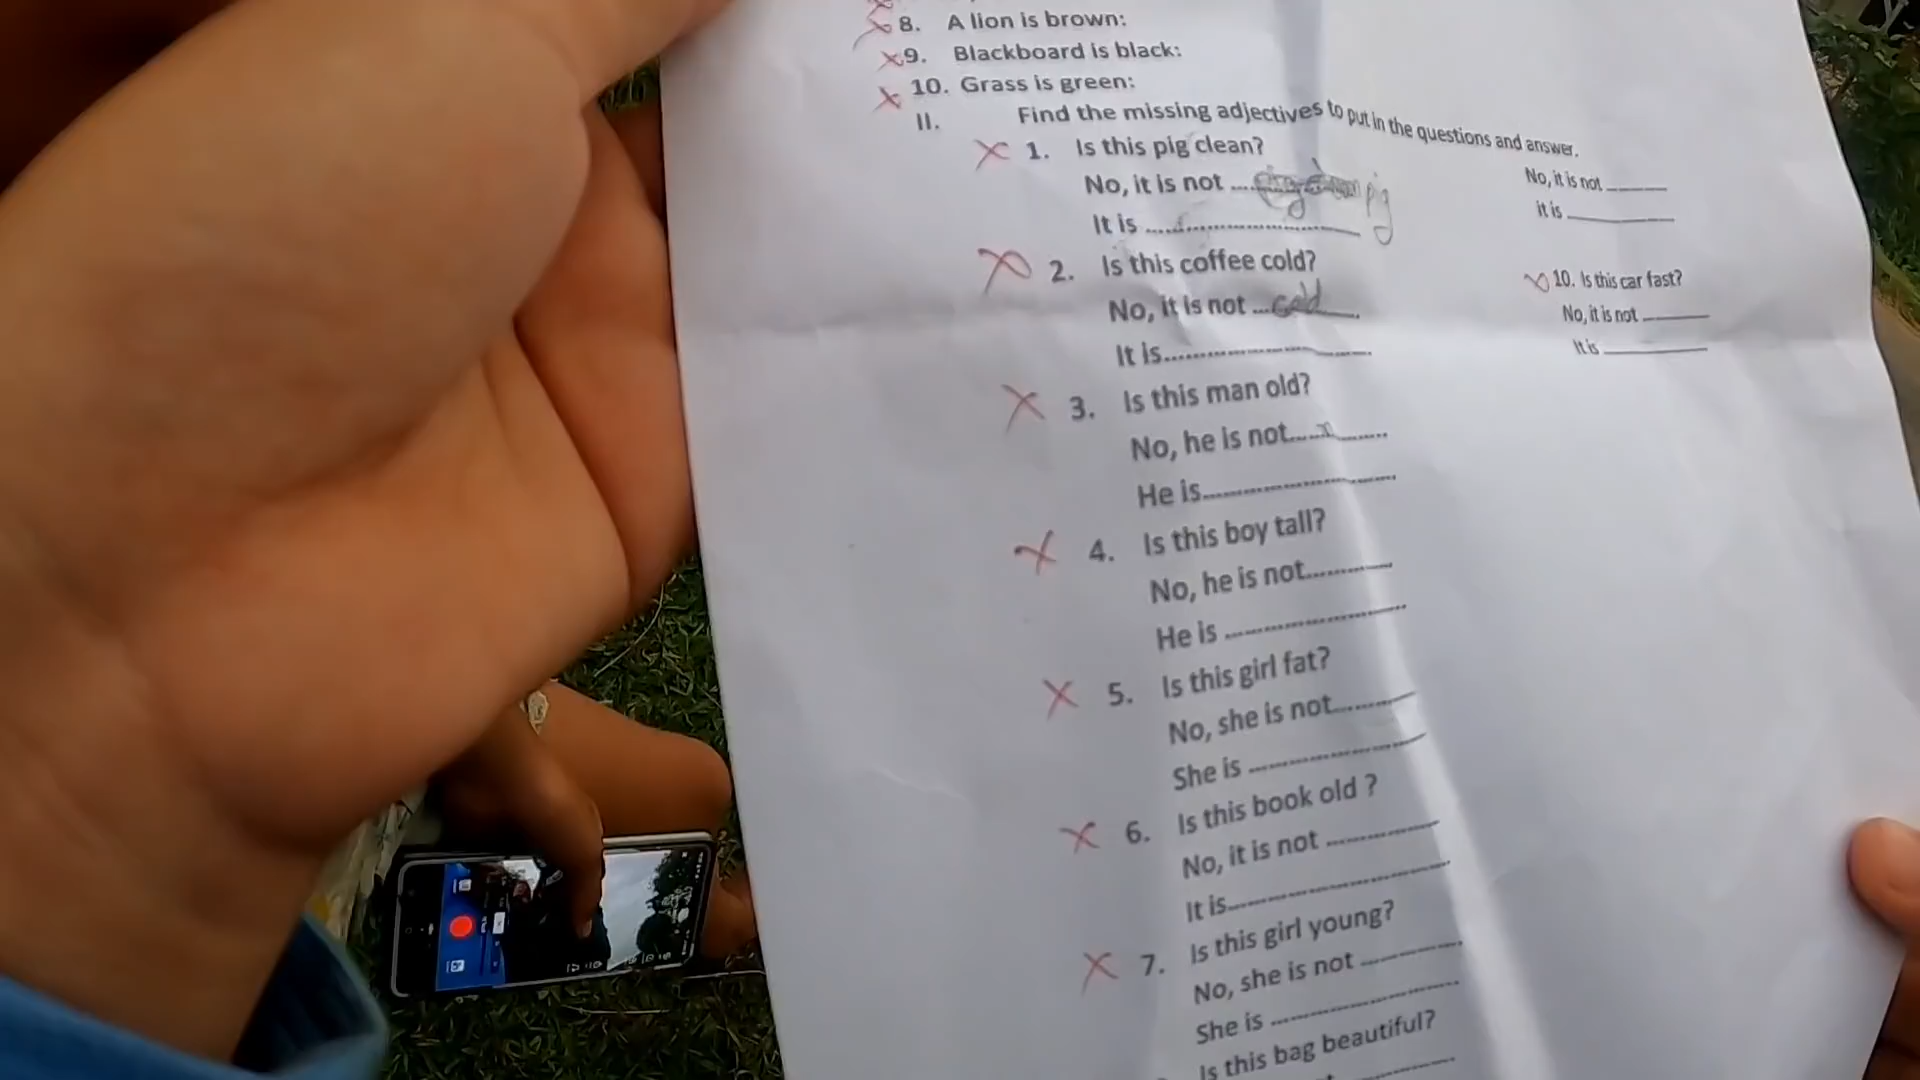 8. A lion is brown:
9. Blackboard is black:
10. Grass is green:
II. Find the missing adjectives to put in the questions and answer.
1. Is this pig clean?
No, it is not ........ pig
It is ........
2. Is this coffee cold?
No, it is not ... cold
It is........
3. Is this man old?
No, he is not........
He is........
4. Is this boy tall?
No, he is not........
He is ........
5. Is this girl fat?
No, she is not........
She is ........
6. Is this book old ?
No, it is not ........
It is........
7. Is this girl young?
No, she is not ........
She is ........
Is this bag beautiful?
No, it is not ______
it is ______
10. Is this car fast?
No, it is not ______
It is ______